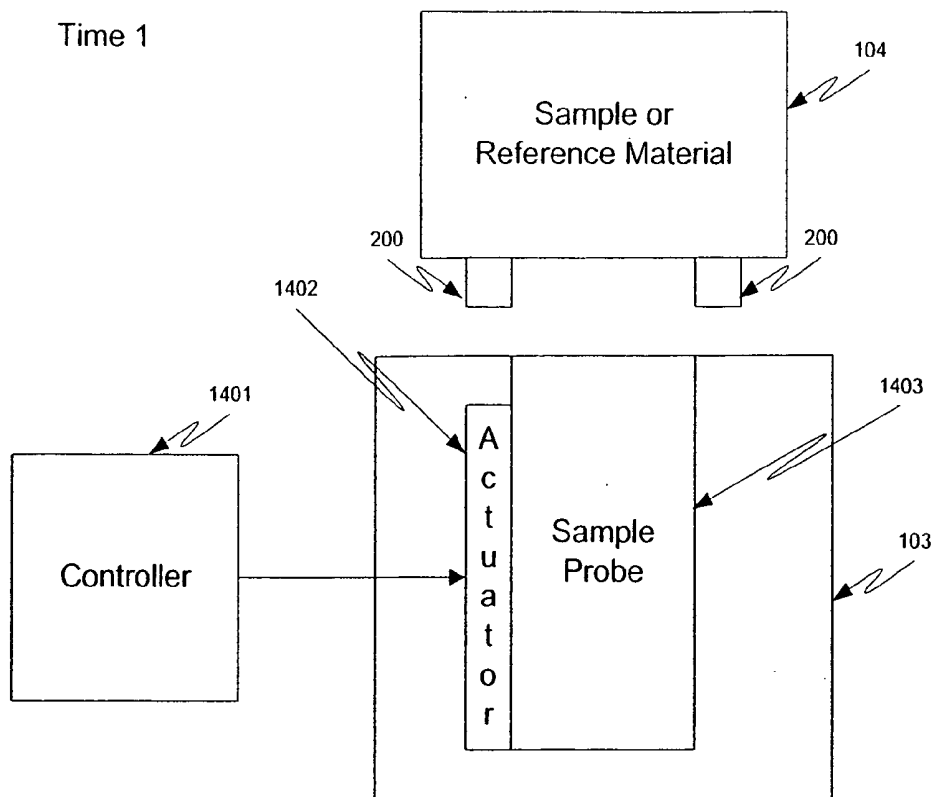 Time 1
104
Sample or
Reference Material
200
200
1402
1403
1401
A
c
t
u
a
t
o
r
Sample
Probe
103
Controller